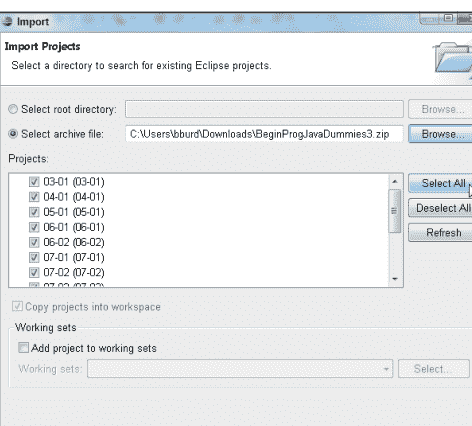 Import
Import Projects
Select a directory to search for existing Eclipse projects.
Select root directory:
Browse...
Select archive file:
C:\Users\bburd\Downloads\BeginProgJavaDummies3.zip
Browse...
Projects:
03-01 (03-01)
04-01 (04-01)
05-01 (05-01)
06-01 (06-01)
06-02 (06-02)
07-01 (07-01)
07-02 (07-02)
Select All
Deselect All
Refresh
Copy projects into workspace
Working sets
Add project to working sets
Working sets:
Select...